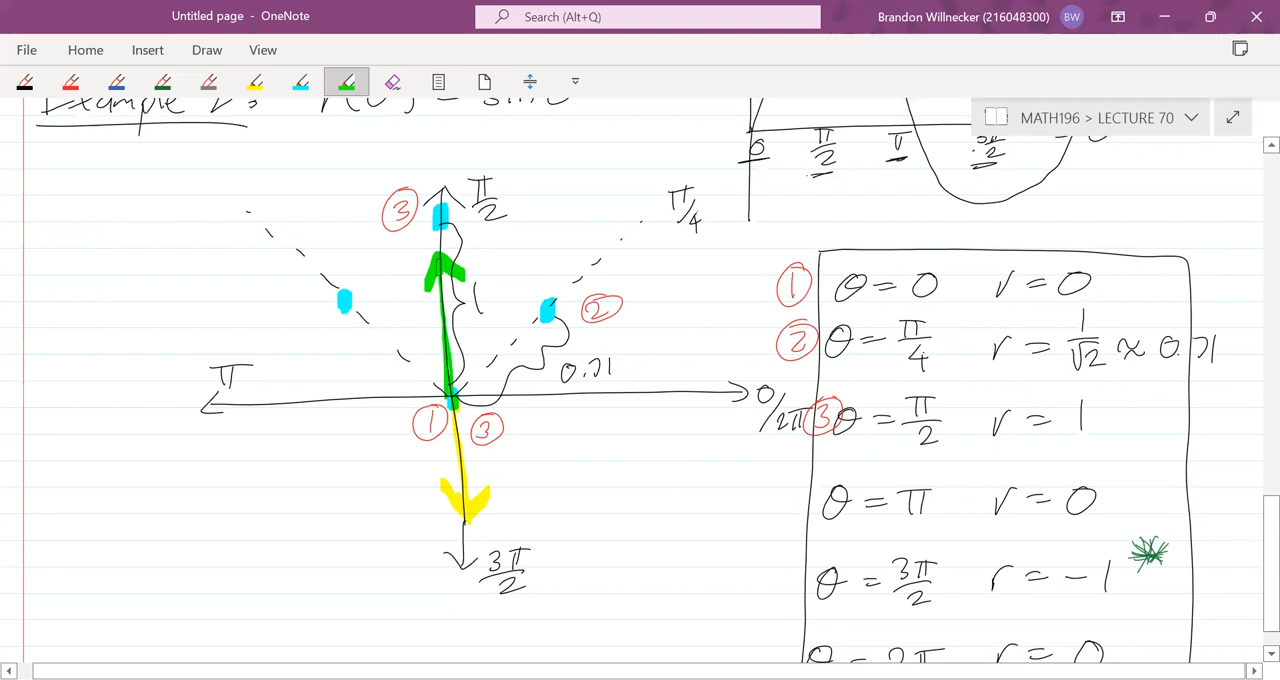 Untitled page - OneNote
Search (Alt+Q)
Brandon Willnecker (216048300) BW
File Home Insert Draw View
MATH196 > LECTURE 70
Example 2:
0 π/2 π 3π/2
③ π/2
π/4
1
②
0.71
π
0/2π
① ③
3π/2
① θ = 0 r = 0
② θ = π/4 r = 1/√2 ≈ 0.71
③ θ = π/2 r = 1
θ = π r = 0
θ = 3π/2 r = -1
θ = 2π r = 0